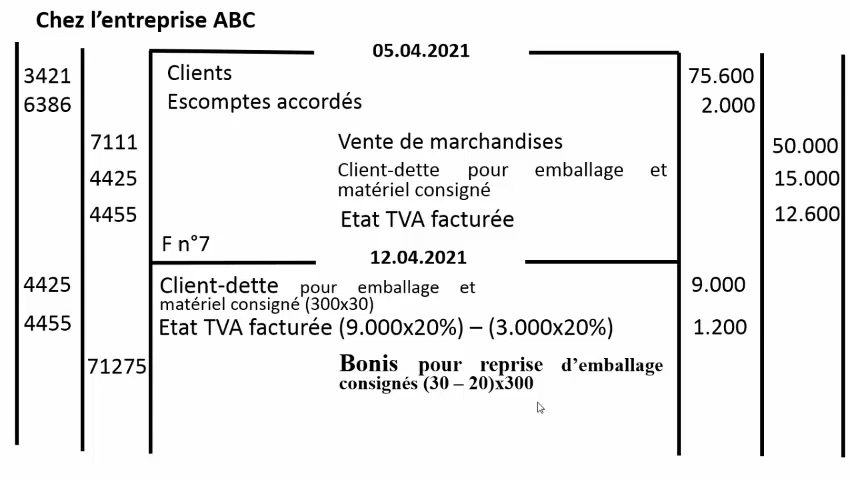 Chez l’entreprise ABC
05.04.2021
3421 Clients 75.600
6386 Escomptes accordés 2.000
7111 Vente de marchandises 50.000
4425 Client-dette pour emballage et 15.000
matériel consigné
4455 Etat TVA facturée 12.600
F n°7
12.04.2021
4425 Client-dette pour emballage et 9.000
matériel consigné (300x30)
4455 Etat TVA facturée (9.000x20%) – (3.000x20%) 1.200
71275 Bonis pour reprise d’emballage
consignés (30 – 20)x300